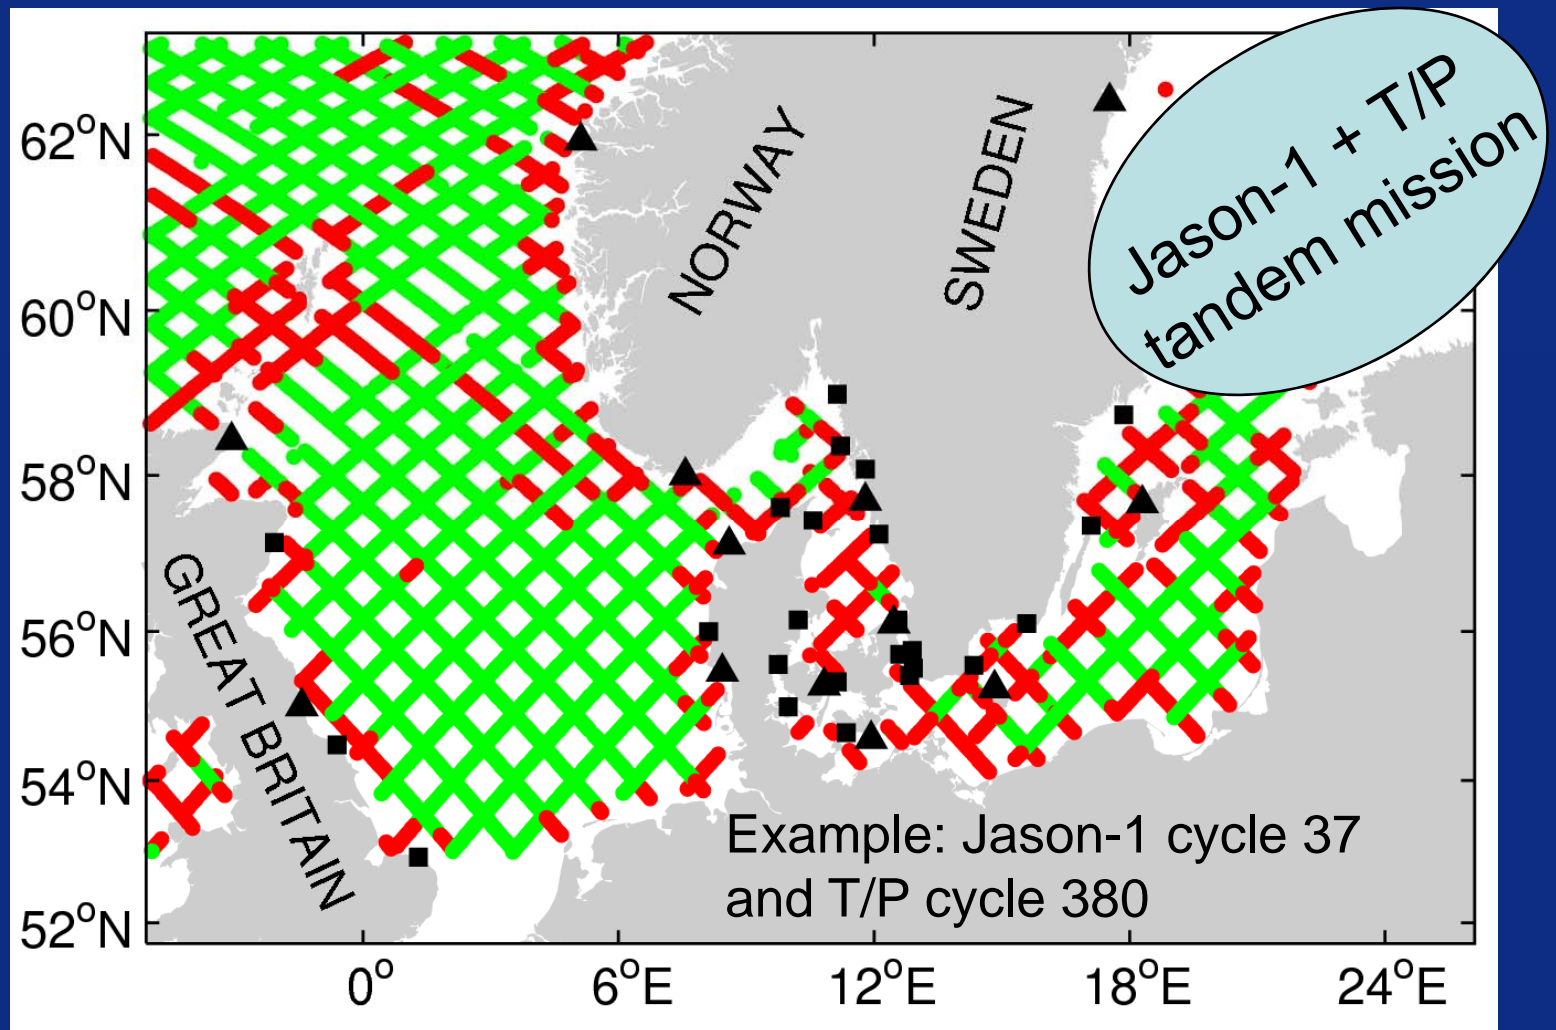 Jason-1 + T/P
tandem mission
NORWAY
SWEDEN
GREAT BRITAIN
62°N
60°N
58°N
56°N
54°N
52°N
Example: Jason-1 cycle 37
and T/P cycle 380
0°
6°E
12°E
18°E
24°E